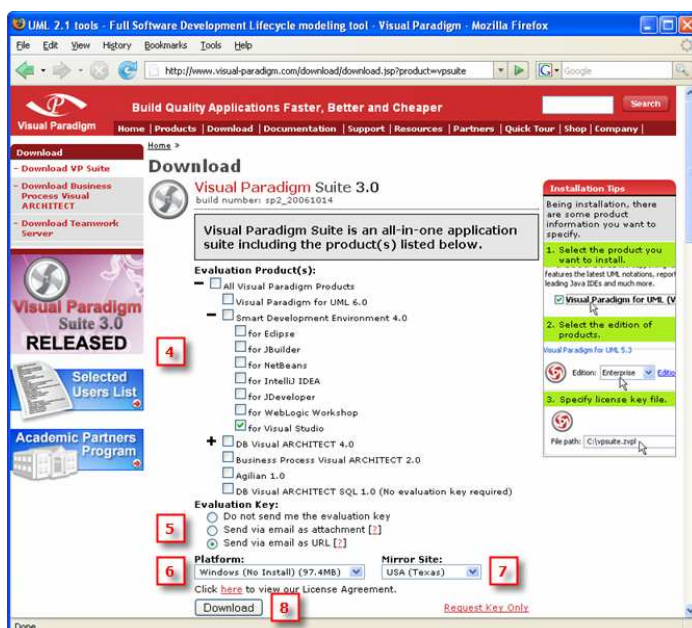 UML 2.1 tools - Full Software Development Lifecycle modeling tool - Visual Paradigm - Mozilla Firefox
File Edit View History Bookmarks Tools Help
http://www.visual-paradigm.com/download/download.jsp?product=vpsuite
Google
Visual Paradigm
Build Quality Applications Faster, Better and Cheaper
Search
Home | Products | Download | Documentation | Support | Resources | Partners | Quick Tour | Shop | Company |
Download
- Download VP Suite
- Download Business Process Visual ARCHITECT
- Download Teamwork Server
Visual Paradigm
Suite 3.0
RELEASED
Selected
Users List
Academic Partners
Program
Home >
Download
Visual Paradigm Suite 3.0
build number: sp2_20061014
Visual Paradigm Suite is an all-in-one application
suite including the product(s) listed below.
Evaluation Product(s):
All Visual Paradigm Products
Visual Paradigm for UML 6.0
Smart Development Environment 4.0
4
for Eclipse
for JBuilder
for NetBeans
for IntelliJ IDEA
for JDeveloper
for WebLogic Workshop
for Visual Studio
DB Visual ARCHITECT 4.0
Business Process Visual ARCHITECT 2.0
Agilian 1.0
DB Visual ARCHITECT SQL 1.0 (No evaluation key required)
Evaluation Key:
5
Do not send me the evaluation key
Send via email as attachment [?]
Send via email as URL [?]
Platform: Mirror Site:
6 Windows (No Install) (97.4MB) USA (Texas) 7
Click here to view our License Agreement.
Download 8 Request Key Only
Installation Tips
Being installation, there
are some product
information you want to
specify.
1. Select the product you
want to install.
features the latest UML notations, repor
leading Java IDEs and much more.
Visual Paradigm for UML (V
2. Select the edition of
products.
Visual Paradigm for UML 5.3
Edition: Enterprise Editio
3. Specify license key file.
File path: C:\vpsuite.zvpl
Done